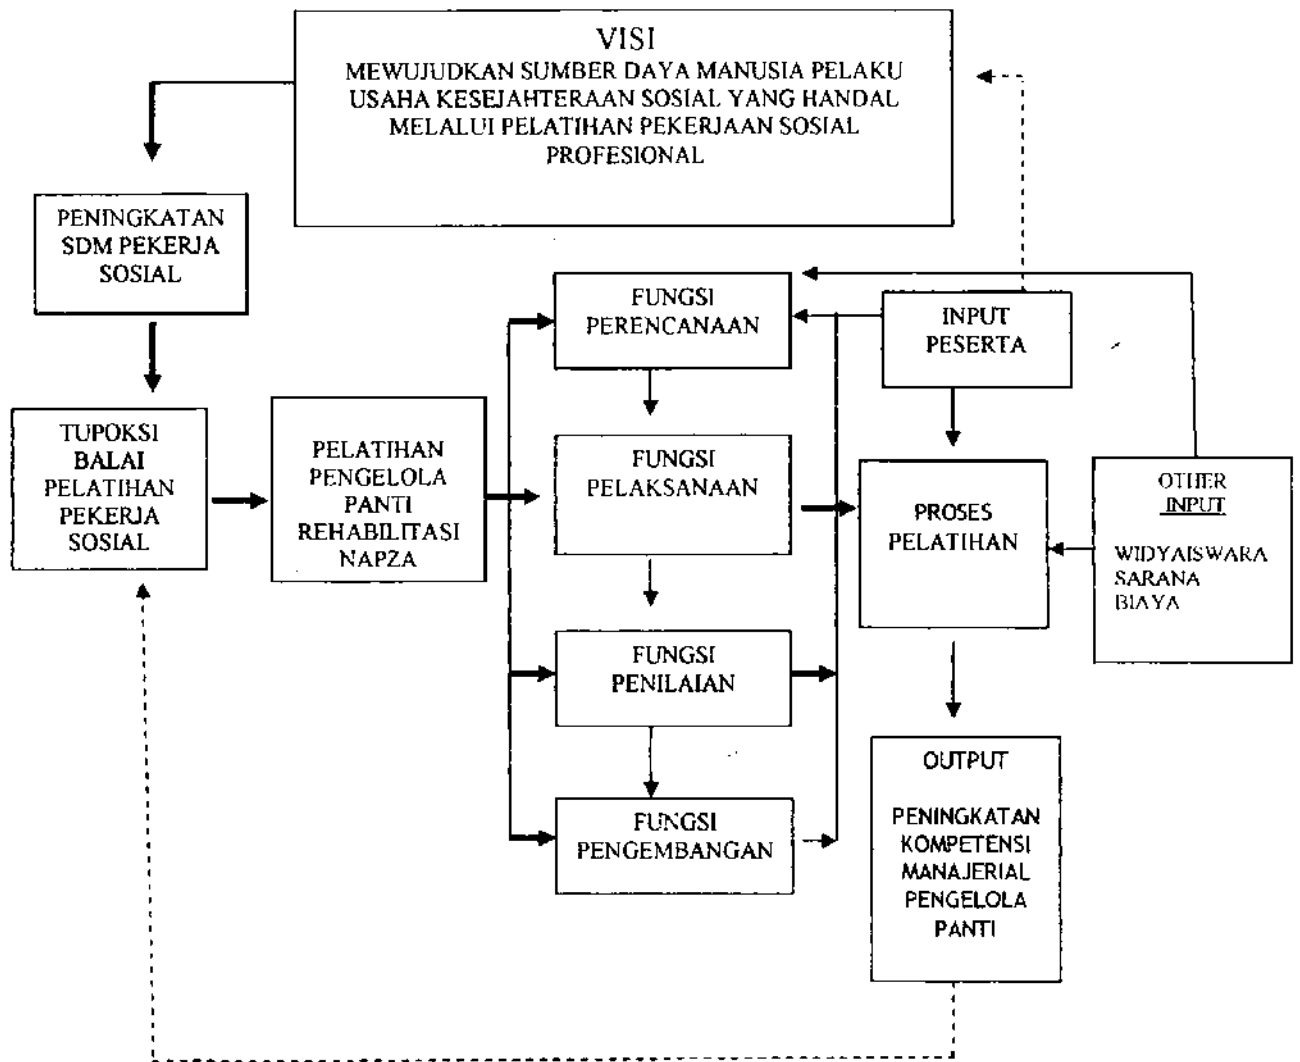 VISI
MEWUJUDKAN SUMBER DAYA MANUSIA PELAKU
USAHA KESEJAHTERAAN SOSIAL YANG HANDAL
MELALUI PELATIHAN PEKERJAAN SOSIAL
PROFESIONAL
PENINGKATAN
SDM PEKERJA
SOSIAL
TUPOKSI
BALAI
PELATIHAN
PEKERJA
SOSIAL
PELATIHAN
PENGELOLA
PANTI
REHABILITASI
NAPZA
FUNGSI
PERENCANAAN
FUNGSI
PELAKSANAAN
FUNGSI
PENILAIAN
FUNGSI
PENGEMBANGAN
INPUT
PESERTA
PROSES
PELATIHAN
OTHER
INPUT
WIDYAISWARA
SARANA
BIAYA
OUTPUT
PENINGKATAN
KOMPETENSI
MANAJERIAL
PENGELOLA
PANTI